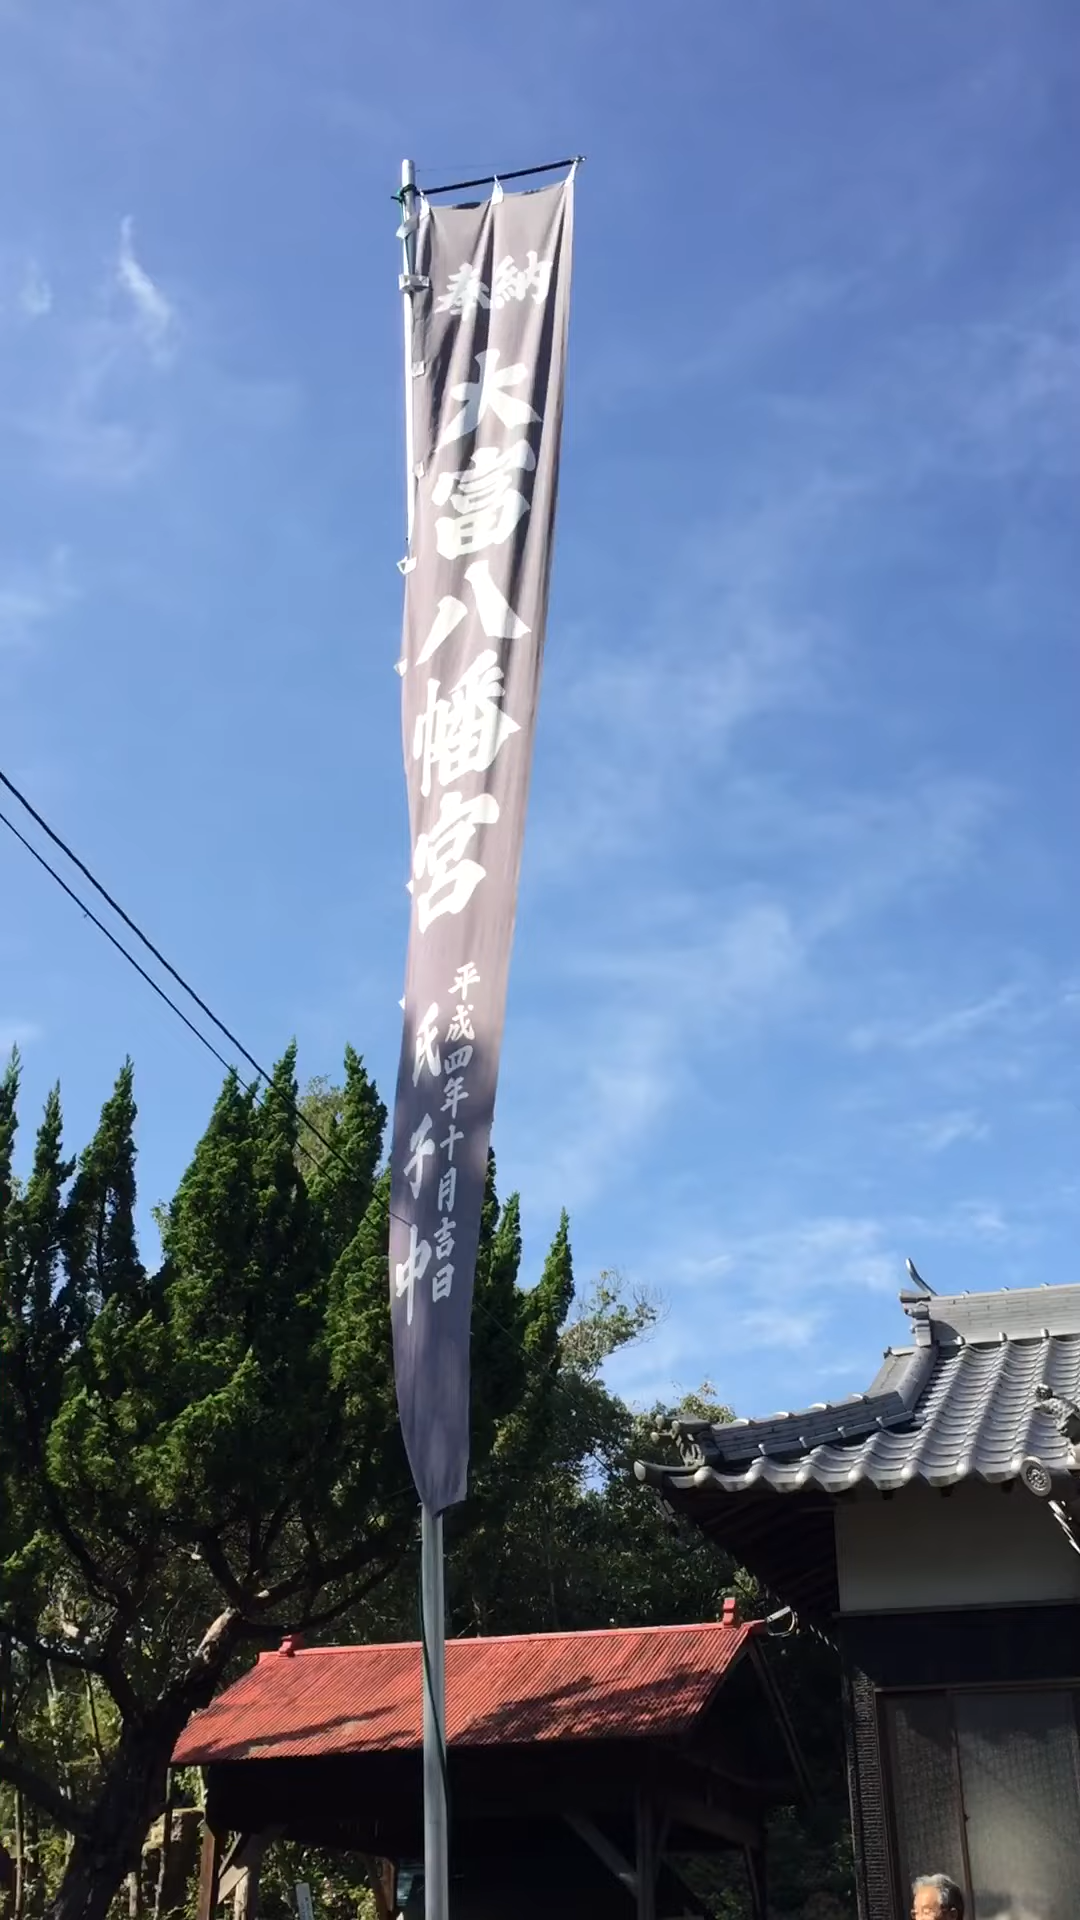 奉納
大富八幡宮
平成四年十月吉日
氏子中